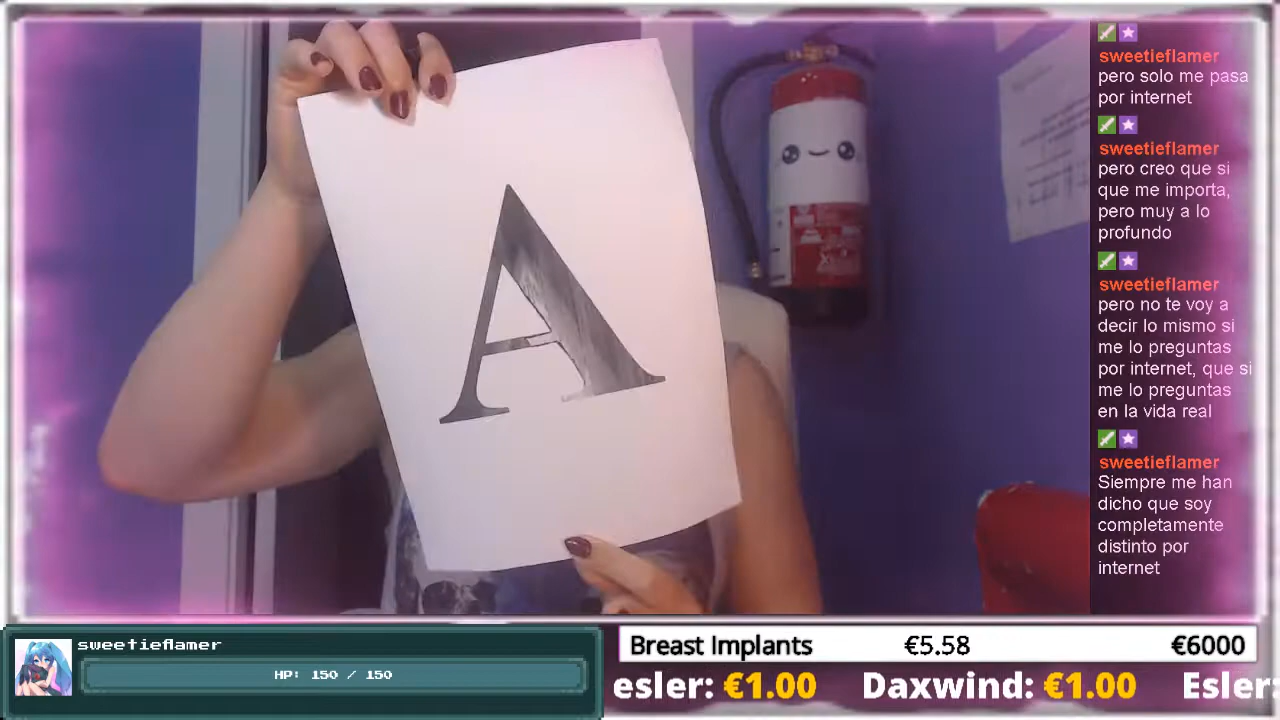 A
sweetieflamer
pero solo me pasa
por internet
sweetieflamer
pero creo que si
que me importa,
pero muy a lo
profundo
sweetieflamer
pero no te voy a
decir lo mismo si
me lo preguntas
por internet, que si
me lo preguntas
en la vida real
sweetieflamer
Siempre me han
dicho que soy
completamente
distinto por
internet
sweetieflamer
HP: 150 / 150
Breast Implants €5.58 €6000
esler: €1.00 Daxwind: €1.00 Esler: